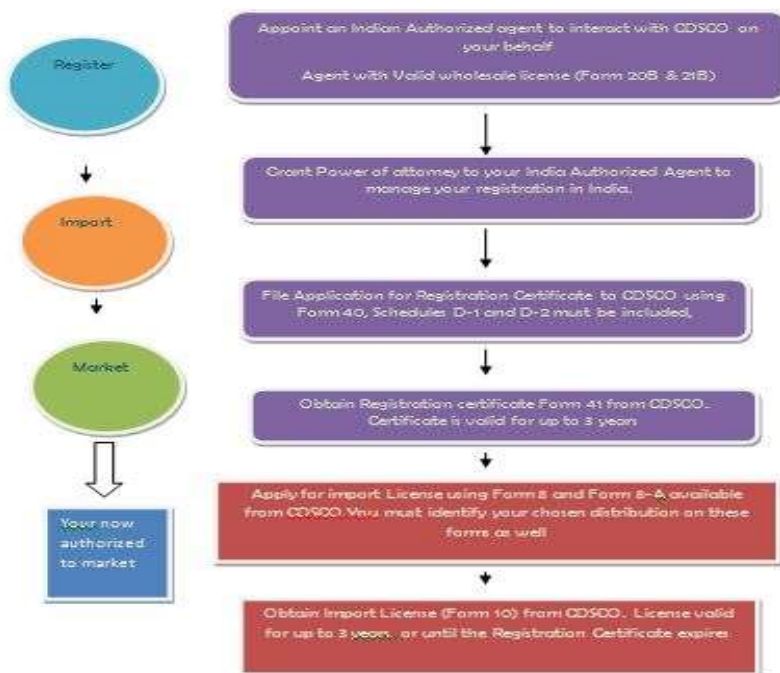 Register
Import
Market
Your now
authorized
to market
Appoint an Indian Authorized agent to interact with CDSCO on
your behalf
Agent with Valid wholesale license (Form 20B & 21B)
Grant Power of attorney to your India Authorized Agent to
manage your registration in India.
File Application for Registration Certificate to CDSCO using
Form 40, Schedules D-1 and D-2 must be included,
Obtain Registration certificate Form 41 from CDSCO.
Certificate is valid for up to 3 years
Apply for import License using Form 8 and Form 8-A available
from CDSCO.You must identify your chosen distribution on these
forms as well
Obtain Import License (Form 10) from CDSCO. License valid
for up to 3 years or until the Registration Certificate expires